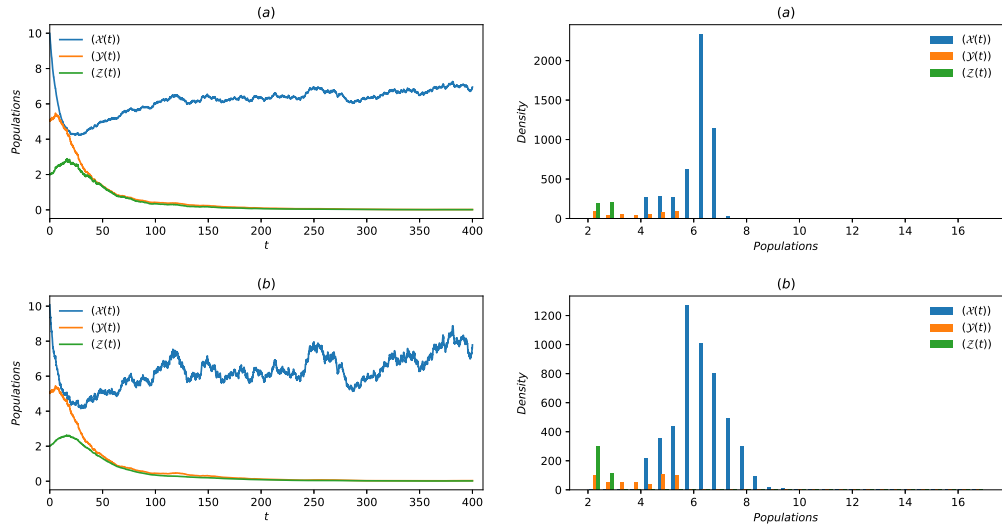 (a)
10
8
6
4
2
0
0 50 100 150 200 250 300 350 400
t
Populations
(𝒳(t))
(𝒴(t))
(𝒵(t))
(a)
2000
1500
1000
500
0
2 4 6 8 10 12 14 16
Populations
Density
(𝒳(t))
(𝒴(t))
(𝒵(t))
(b)
10
8
6
4
2
0
0 50 100 150 200 250 300 350 400
t
Populations
(𝒳(t))
(𝒴(t))
(𝒵(t))
(b)
1200
1000
800
600
400
200
0
2 4 6 8 10 12 14 16
Populations
Density
(𝒳(t))
(𝒴(t))
(𝒵(t))